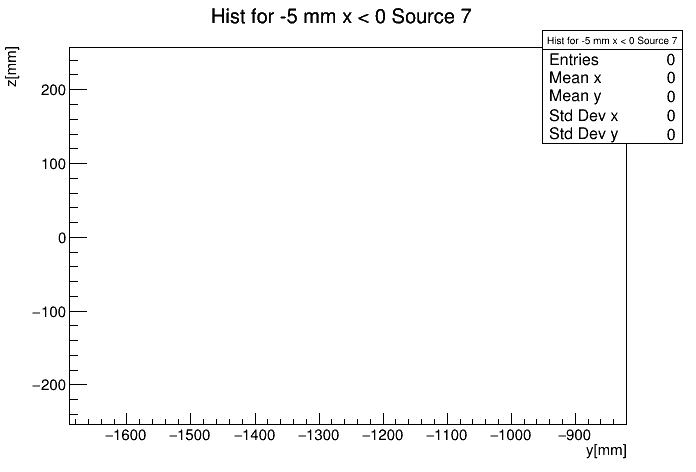 Hist for -5 mm x < 0 Source 7
z[mm]
Hist for -5 mm x < 0 Source 7
Entries 0
Mean x 0
Mean y 0
Std Dev x 0
Std Dev y 0
200
100
0
−100
−200
−1600 −1500 −1400 −1300 −1200 −1100 −1000 −900
y[mm]